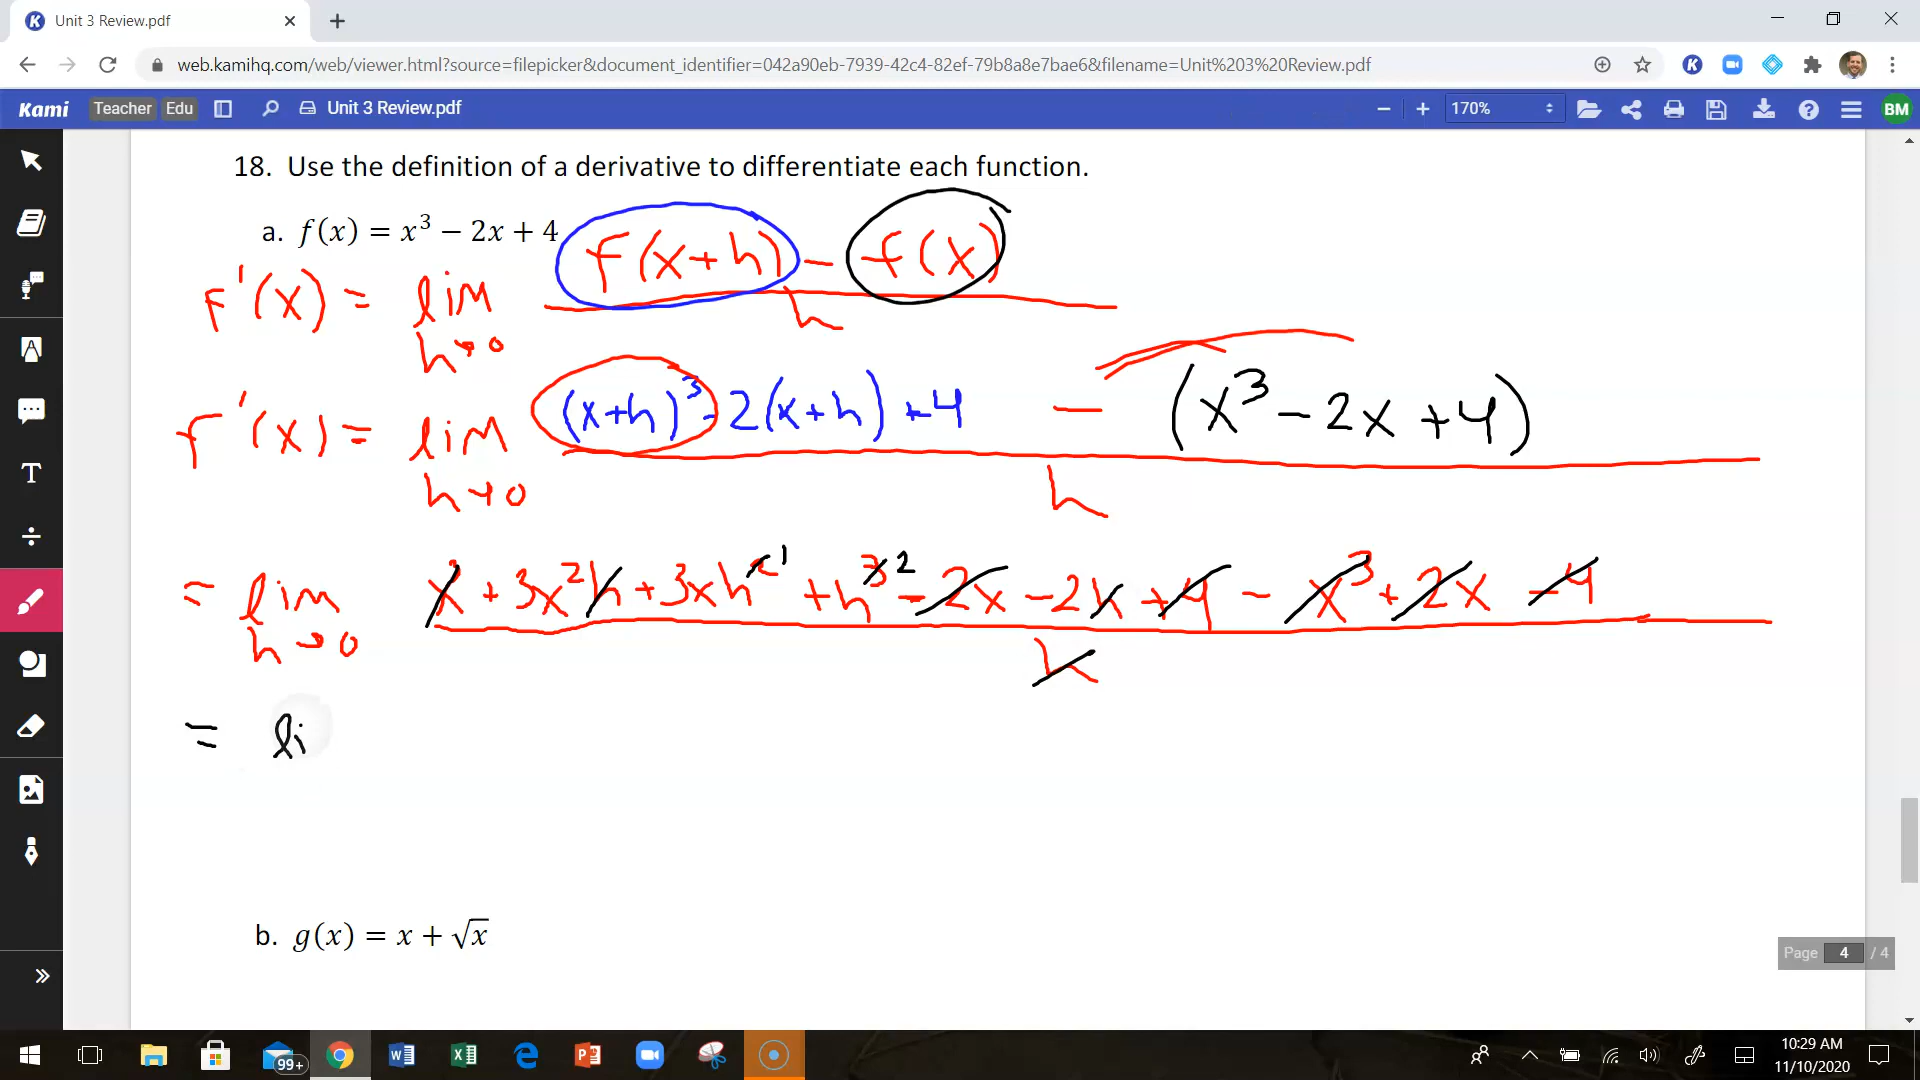 Unit 3 Review.pdf
web.kamihq.com/web/viewer.html?source=filepicker&document_identifier=042a90eb-7939-42c4-82ef-79b8a8e7bae6&filename=Unit%203%20Review.pdf
Kami Teacher Edu Unit 3 Review.pdf 170% BM
18. Use the definition of a derivative to differentiate each function.
a. f(x) = x³ − 2x + 4
f'(x) = lim h→0 f(x+h) − f(x) / h
f'(x) = lim h→0 (x+h)³ − 2(x+h) + 4 − (x³ − 2x + 4) / h
= lim h→0 x³ + 3x²h + 3xh² 1 + h³ 2 − 2x − 2h + 4 − x³ + 2x − 4 / h
= li
b. g(x) = x + √x
Page 4 / 4
99+
10:29 AM
11/10/2020